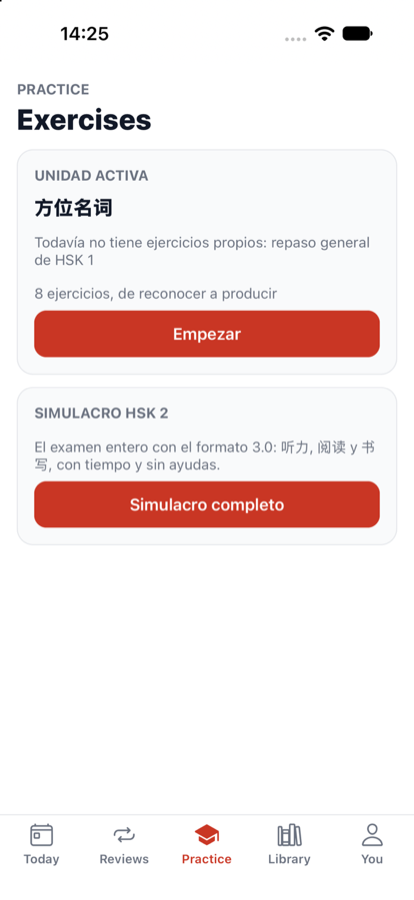 14:25
PRACTICE
Exercises
UNIDAD ACTIVA
方位名词
Todavía no tiene ejercicios propios: repaso general
de HSK 1
8 ejercicios, de reconocer a producir
Empezar
SIMULACRO HSK 2
El examen entero con el formato 3.0: 听力, 阅读 y 书
写, con tiempo y sin ayudas.
Simulacro completo
Today
Reviews
Practice
Library
You